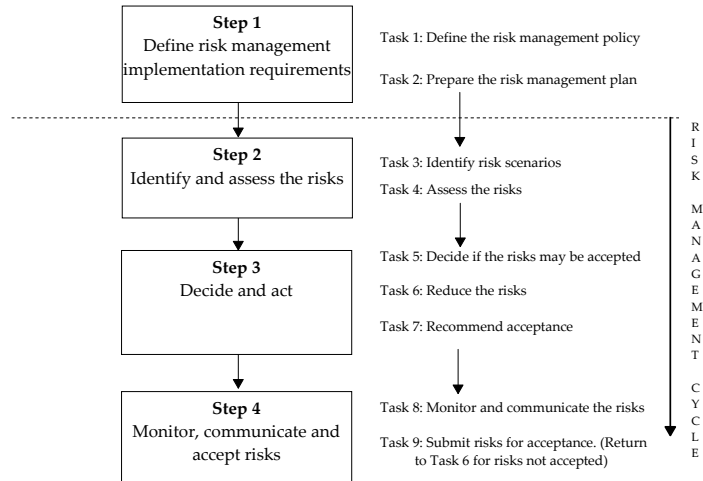 Step 1
Define risk management
implementation requirements
Task 1: Define the risk management policy
Task 2: Prepare the risk management plan
Step 2
Identify and assess the risks
Task 3: Identify risk scenarios
Task 4: Assess the risks
Step 3
Decide and act
Task 5: Decide if the risks may be accepted
Task 6: Reduce the risks
Task 7: Recommend acceptance
Step 4
Monitor, communicate and
accept risks
Task 8: Monitor and communicate the risks
Task 9: Submit risks for acceptance. (Return
to Task 6 for risks not accepted)
RISK MANAGEMENT CYCLE